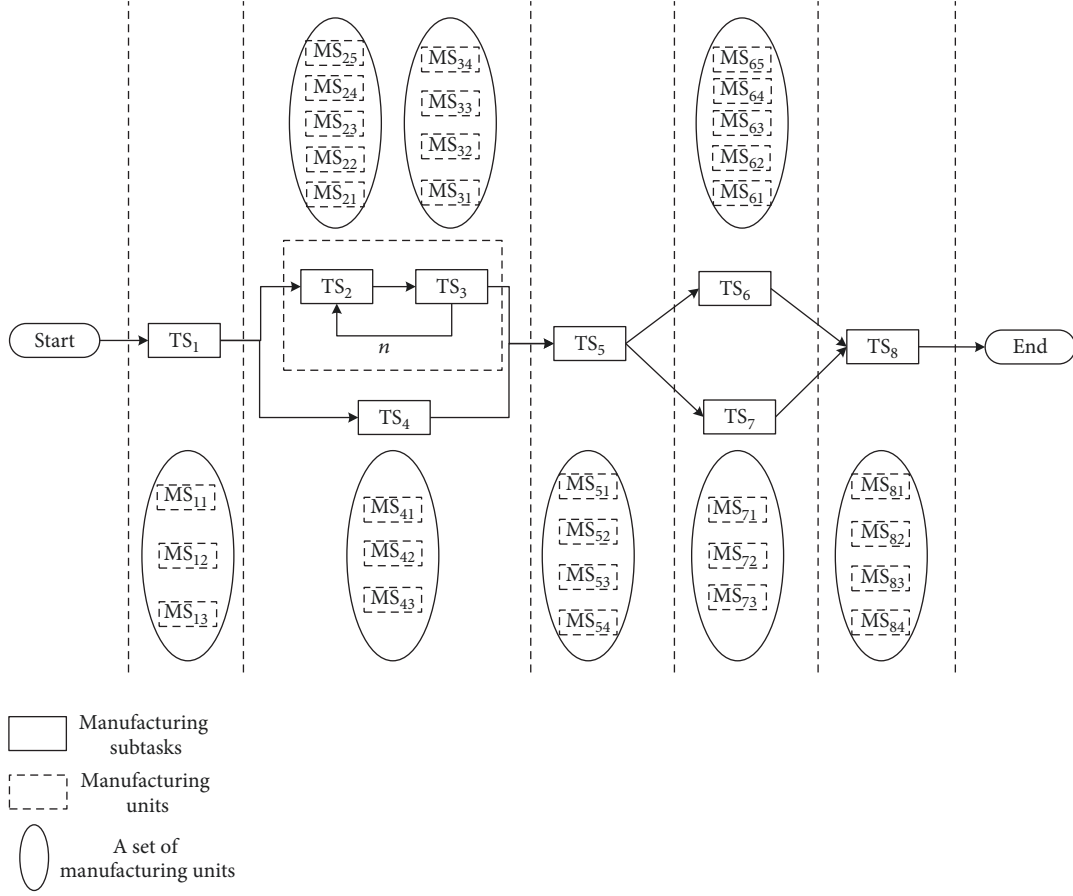 MS25
MS24
MS23
MS22
MS21
MS34
MS33
MS32
MS31
MS65
MS64
MS63
MS62
MS61
Start
TS1
TS2
TS3
n
TS4
TS5
TS6
TS7
TS8
End
MS11
MS12
MS13
MS41
MS42
MS43
MS51
MS52
MS53
MS54
MS71
MS72
MS73
MS81
MS82
MS83
MS84
Manufacturing
subtasks
Manufacturing
units
A set of
manufacturing units